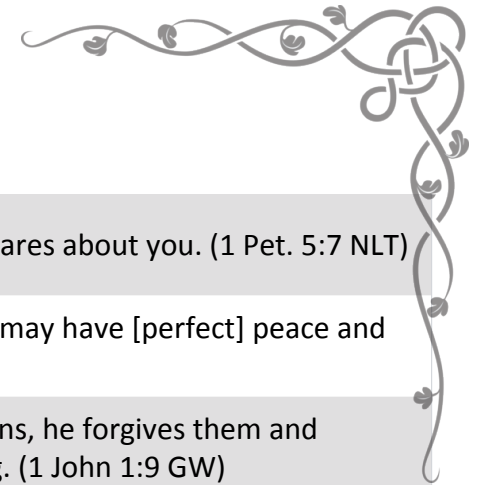 ares about you. (1 Pet. 5:7 NLT)
may have [perfect] peace and
ns, he forgives them and
g. (1 John 1:9 GW)